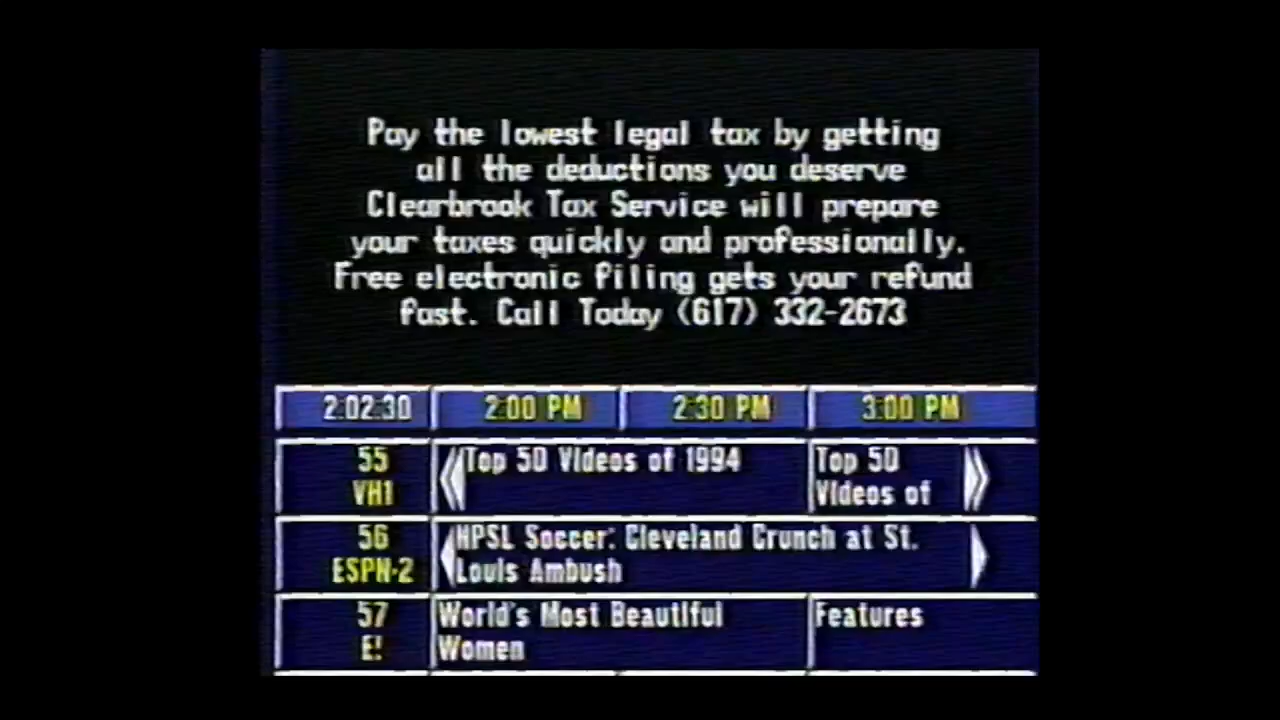 Pay the lowest legal tax by getting
all the deductions you deserve
Clearbrook Tax Service will prepare
your taxes quickly and professionally.
Free electronic filing gets your refund
fast. Call Today (617) 332-2673
2:02:30 2:00 PM 2:30 PM 3:00 PM
55
VH1
Top 50 Videos of 1994
Top 50
Videos of
56
ESPN-2
NPSL Soccer: Cleveland Crunch at St.
Louis Ambush
57
E!
World's Most Beautiful
Women
Features